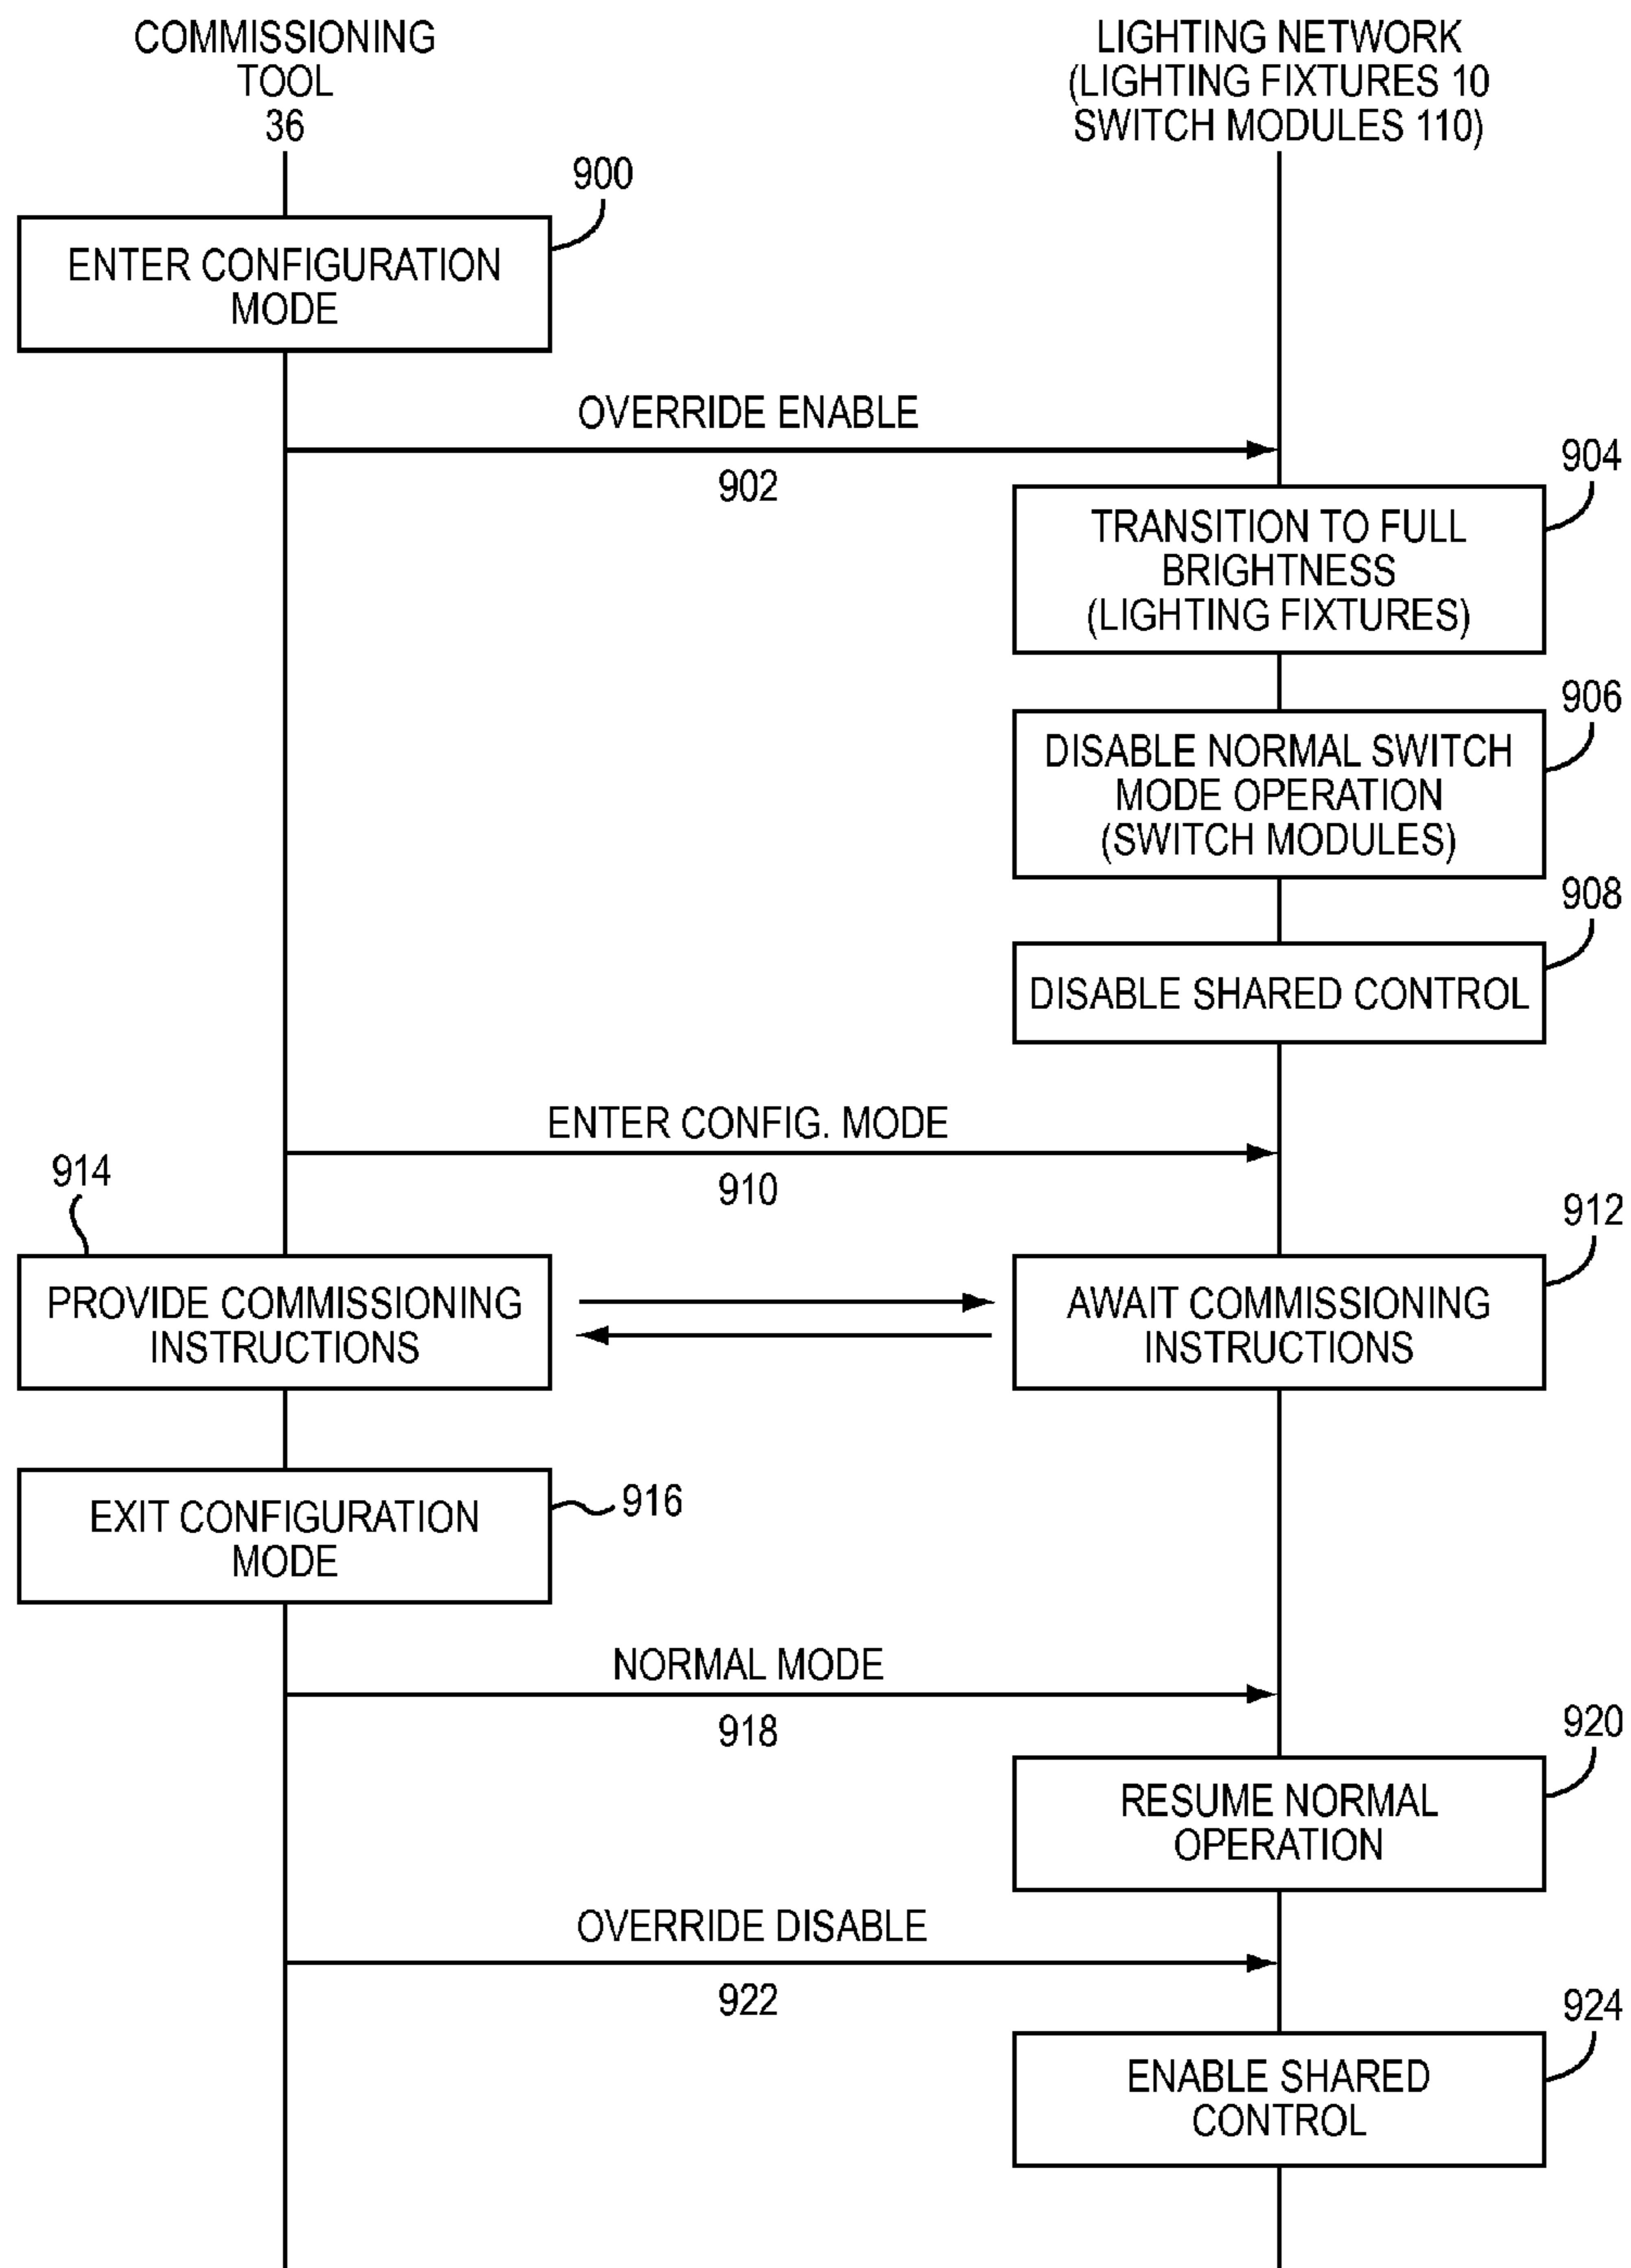 COMMISSIONING
TOOL
36
LIGHTING NETWORK
(LIGHTING FIXTURES 10
SWITCH MODULES 110)
900
ENTER CONFIGURATION
MODE
OVERRIDE ENABLE
902
904
TRANSITION TO FULL
BRIGHTNESS
(LIGHTING FIXTURES)
906
DISABLE NORMAL SWITCH
MODE OPERATION
(SWITCH MODULES)
908
DISABLE SHARED CONTROL
ENTER CONFIG. MODE
910
914
912
PROVIDE COMMISSIONING
INSTRUCTIONS
AWAIT COMMISSIONING
INSTRUCTIONS
EXIT CONFIGURATION
MODE
916
NORMAL MODE
918
920
RESUME NORMAL
OPERATION
OVERRIDE DISABLE
922
924
ENABLE SHARED
CONTROL